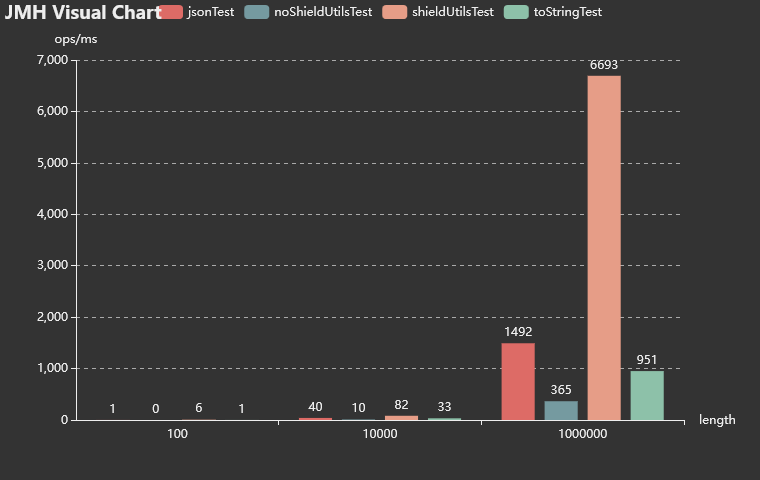 JMH Visual Chart
jsonTest noShieldUtilsTest shieldUtilsTest toStringTest
ops/ms
7,000
6693
6,000
5,000
4,000
3,000
2,000
1492
951
1,000
365
1 0 6 1 40 10 82 33
0
length
100 10000 1000000